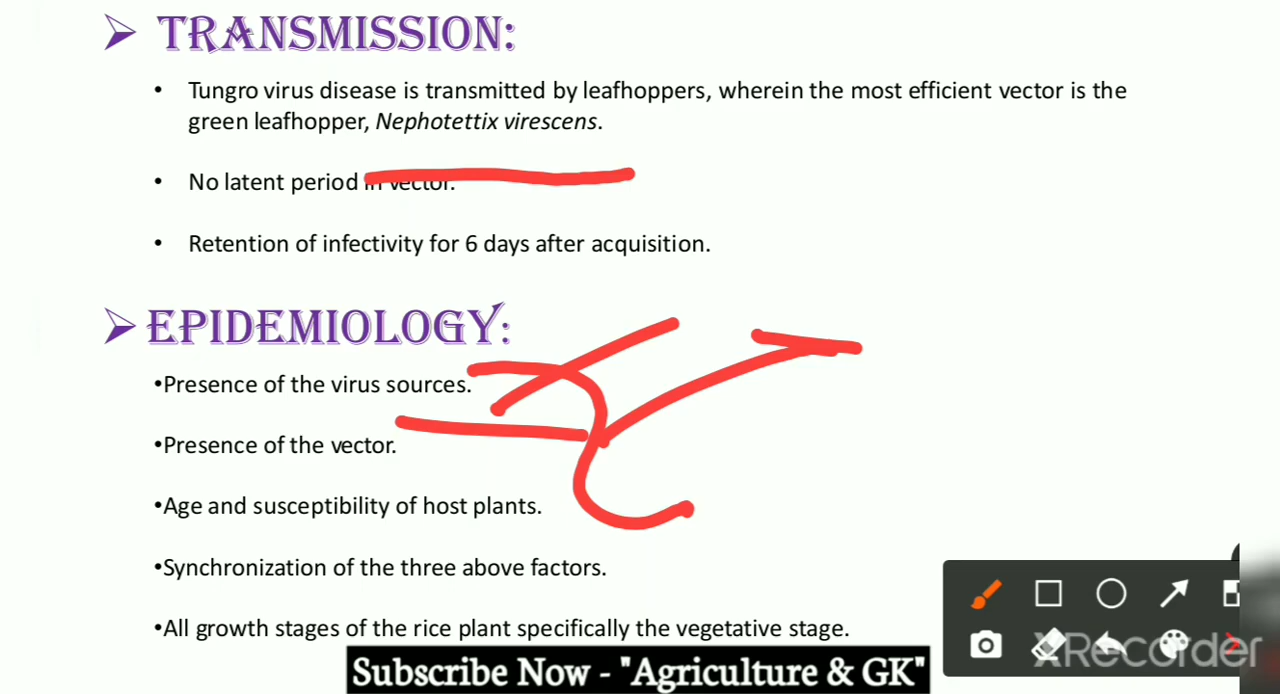 ➢ TRANSMISSION:
• Tungro virus disease is transmitted by leafhoppers, wherein the most efficient vector is the
green leafhopper, Nephotettix virescens.
• No latent period in vector.
• Retention of infectivity for 6 days after acquisition.
➢ EPIDEMIOLOGY:
•Presence of the virus sources.
•Presence of the vector.
•Age and susceptibility of host plants.
•Synchronization of the three above factors.
•All growth stages of the rice plant specifically the vegetative stage.
XRecorder
Subscribe Now - "Agriculture & GK"